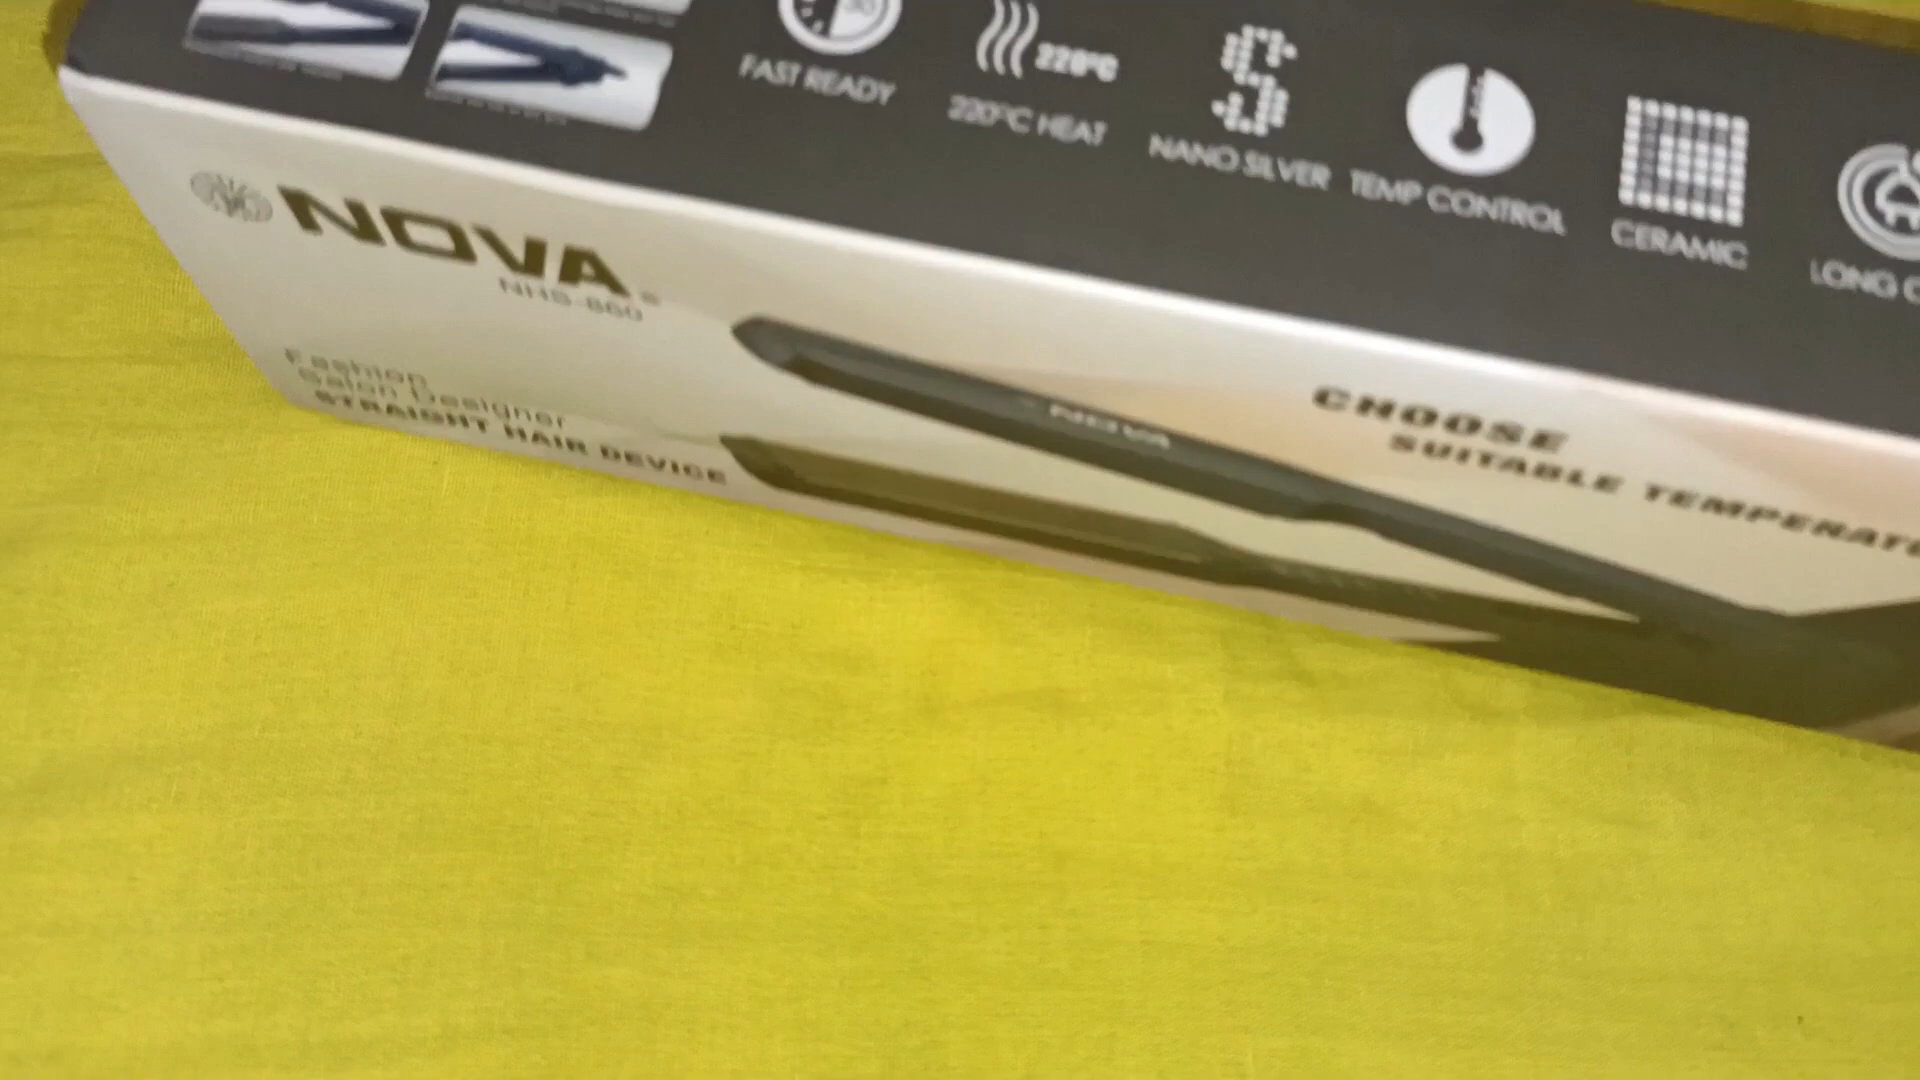 220°C
FAST READY
220°C HEAT
NANO SILVER
TEMP CONTROL
CERAMIC
LONG
NOVA
Fashion
Salon Designer
STRAIGHT HAIR DEVICE
NOVA
CHOOSE
SUITABLE